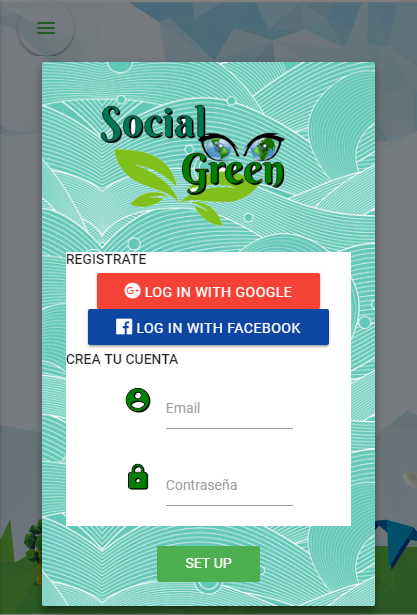 Social
Green
REGISTRATE
LOG IN WITH GOOGLE
LOG IN WITH FACEBOOK
CREA TU CUENTA
Email
Contraseña
SET UP